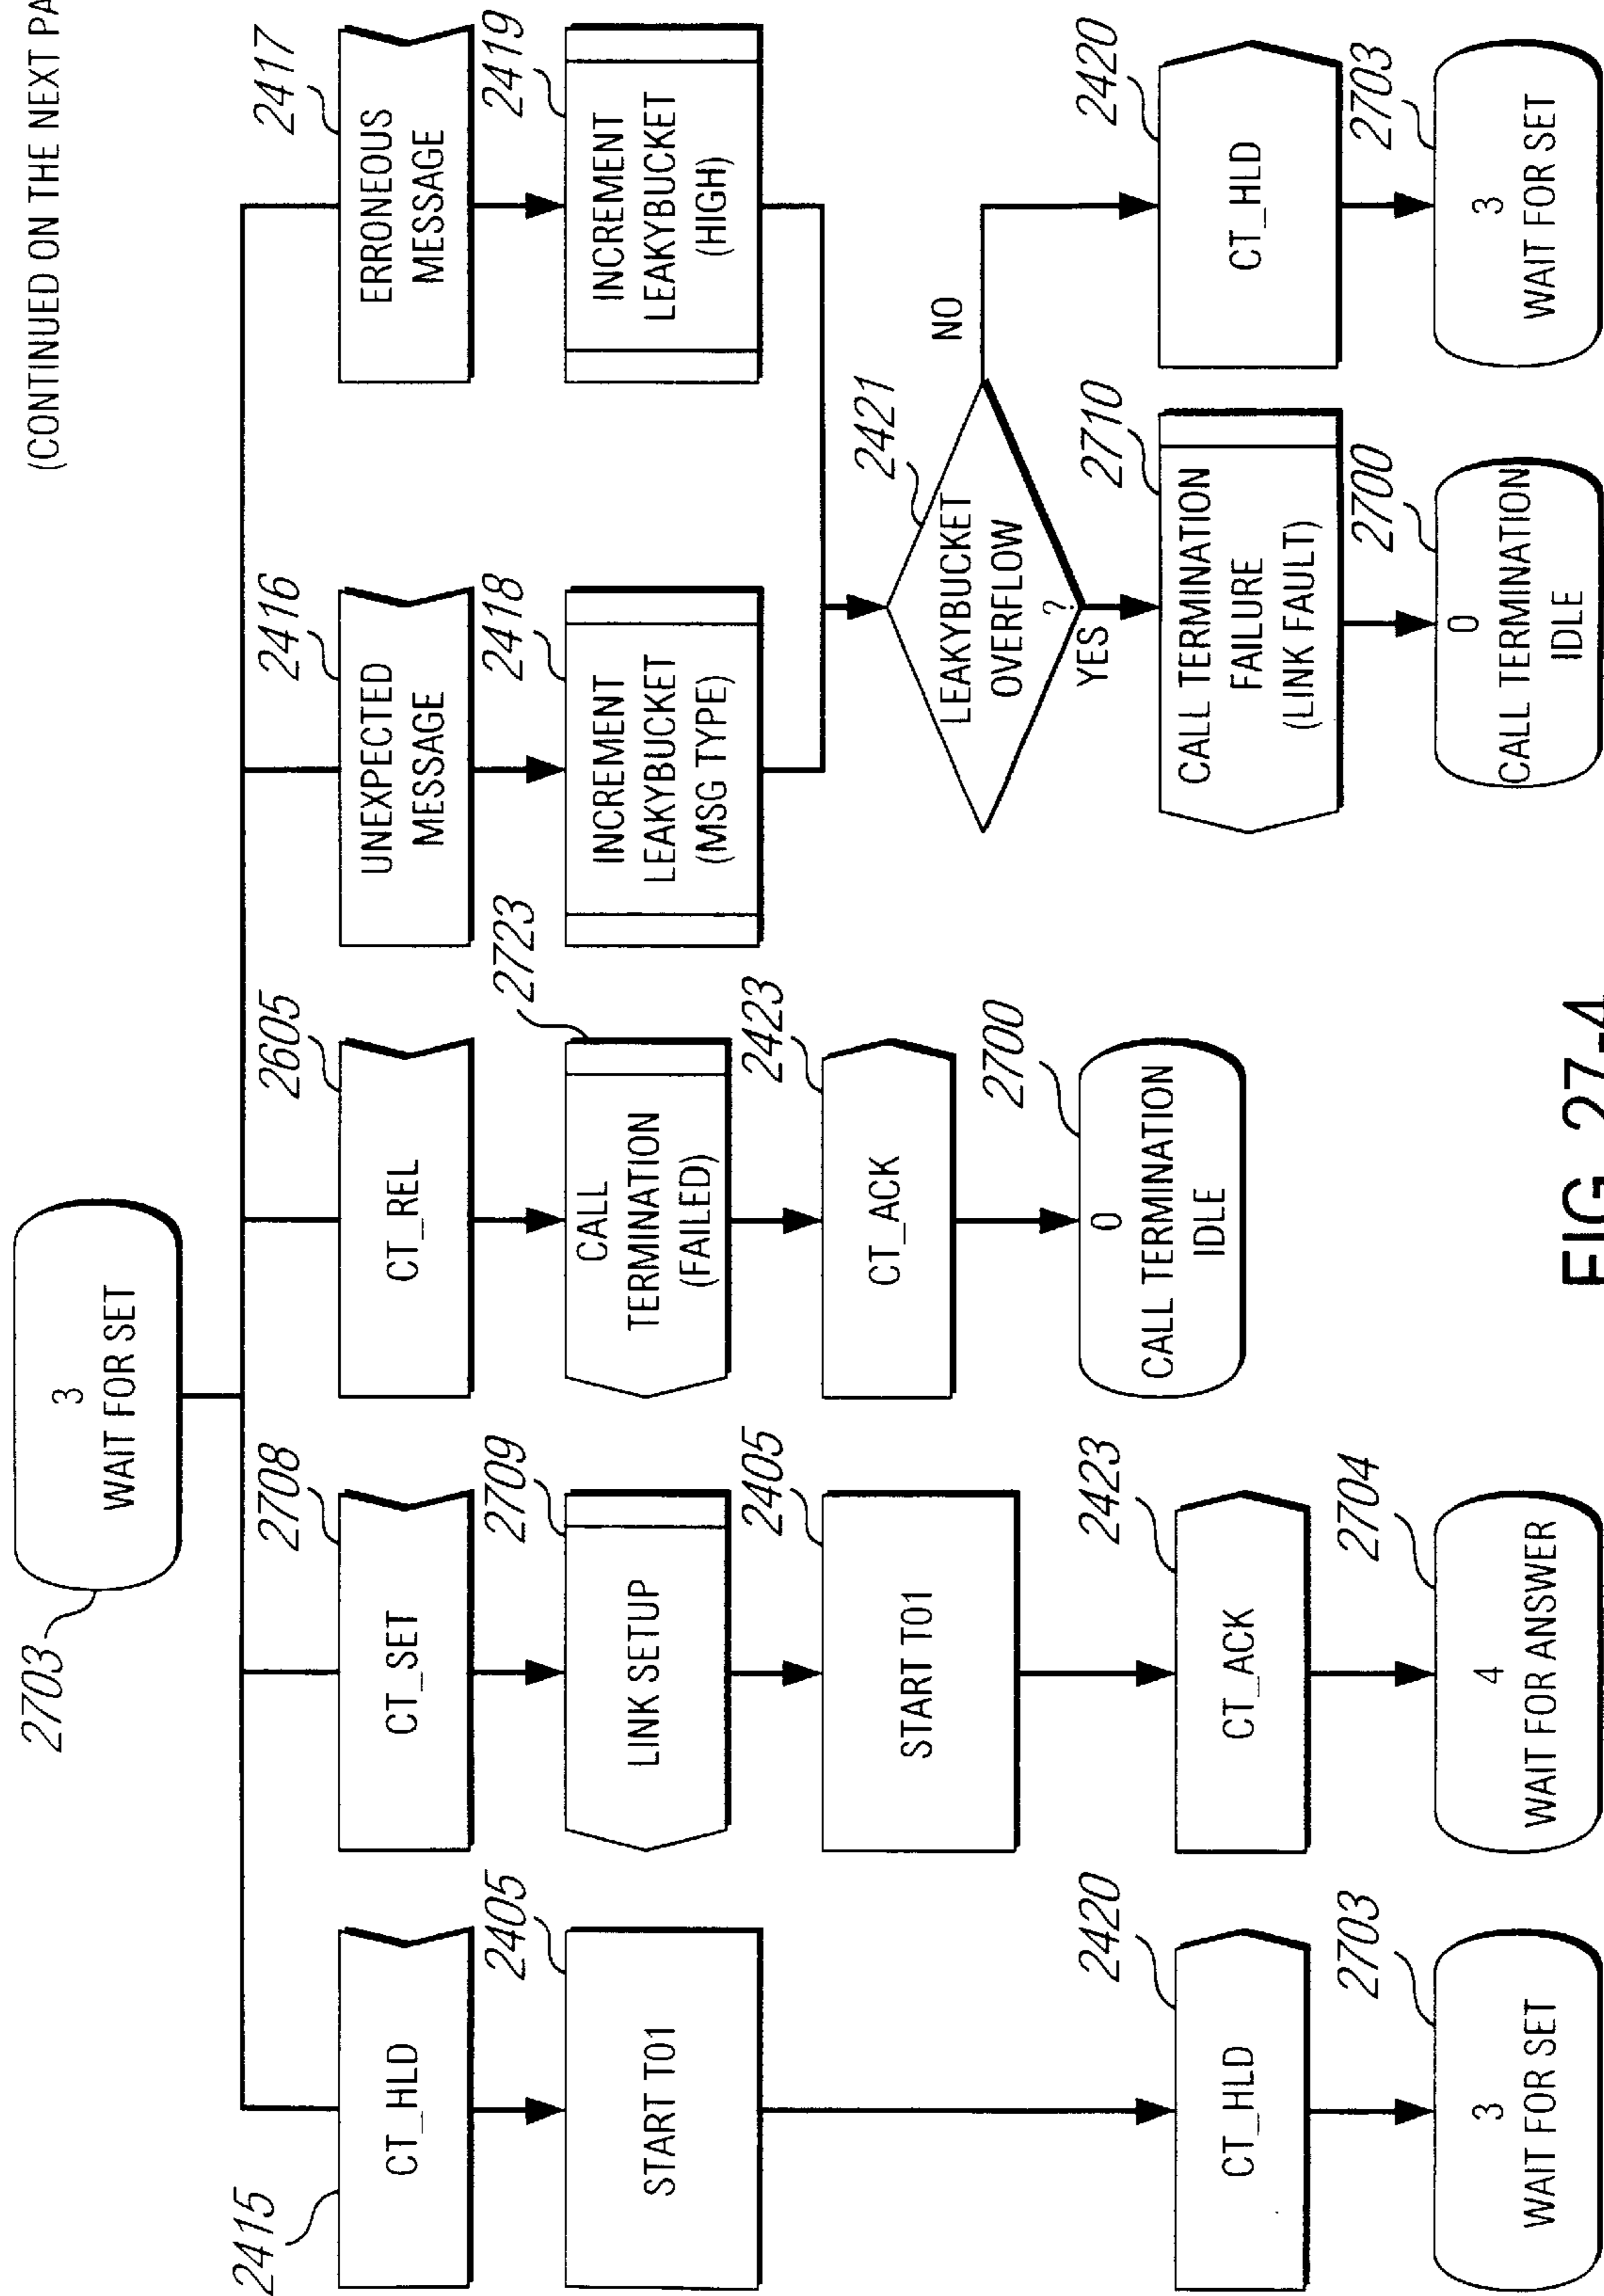 (CONTINUED ON THE NEXT PA
2703
3
WAIT FOR SET
2415
CT_HLD
2405
START T01
2420
CT_HLD
2703
3
WAIT FOR SET
2708
CT_SET
2709
LINK SETUP
2405
START T01
2423
CT_ACK
2704
4
WAIT FOR ANSWER
2605
CT_REL
2723
CALL
TERMINATION
(FAILED)
2423
CT_ACK
2700
0
CALL TERMINATION
IDLE
2416
UNEXPECTED
MESSAGE
2418
INCREMENT
LEAKYBUCKET
(MSG TYPE)
2417
ERRONEOUS
MESSAGE
2419
INCREMENT
LEAKYBUCKET
(HIGH)
2421
LEAKYBUCKET
OVERFLOW
?
YES
NO
2710
CALL TERMINATION
FAILURE
(LINK FAULT)
2700
0
CALL TERMINATION
IDLE
2420
CT_HLD
2703
3
WAIT FOR SET
FIG. 27-4